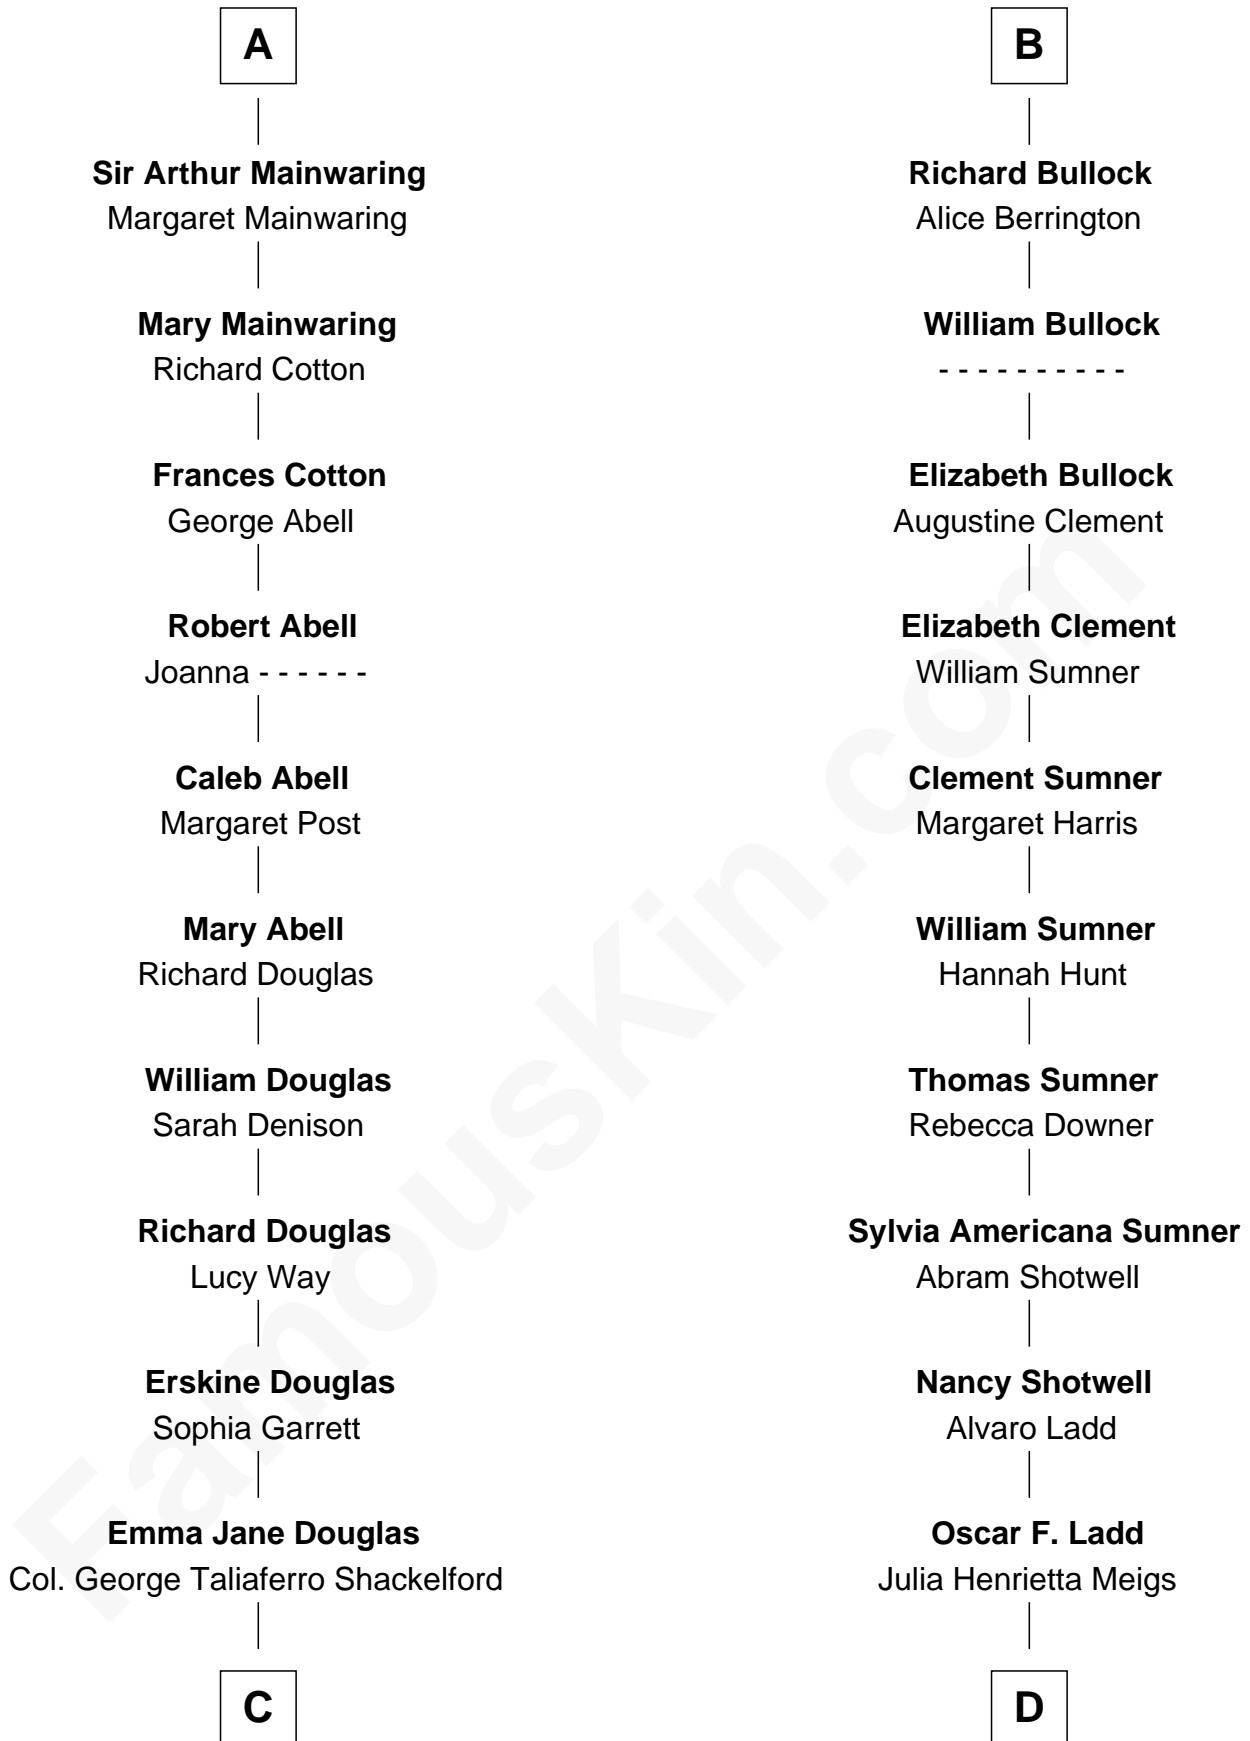 A
Sir Arthur Mainwaring
Margaret Mainwaring
Mary Mainwaring
Richard Cotton
Frances Cotton
George Abell
Robert Abell
Joanna - - - - - -
Caleb Abell
Margaret Post
Mary Abell
Richard Douglas
William Douglas
Sarah Denison
Richard Douglas
Lucy Way
Erskine Douglas
Sophia Garrett
Emma Jane Douglas
Col. George Taliaferro Shackelford
C
B
Richard Bullock
Alice Berrington
William Bullock
- - - - - - - - - -
Elizabeth Bullock
Augustine Clement
Elizabeth Clement
William Sumner
Clement Sumner
Margaret Harris
William Sumner
Hannah Hunt
Thomas Sumner
Rebecca Downer
Sylvia Americana Sumner
Abram Shotwell
Nancy Shotwell
Alvaro Ladd
Oscar F. Ladd
Julia Henrietta Meigs
D
FamousKin.com